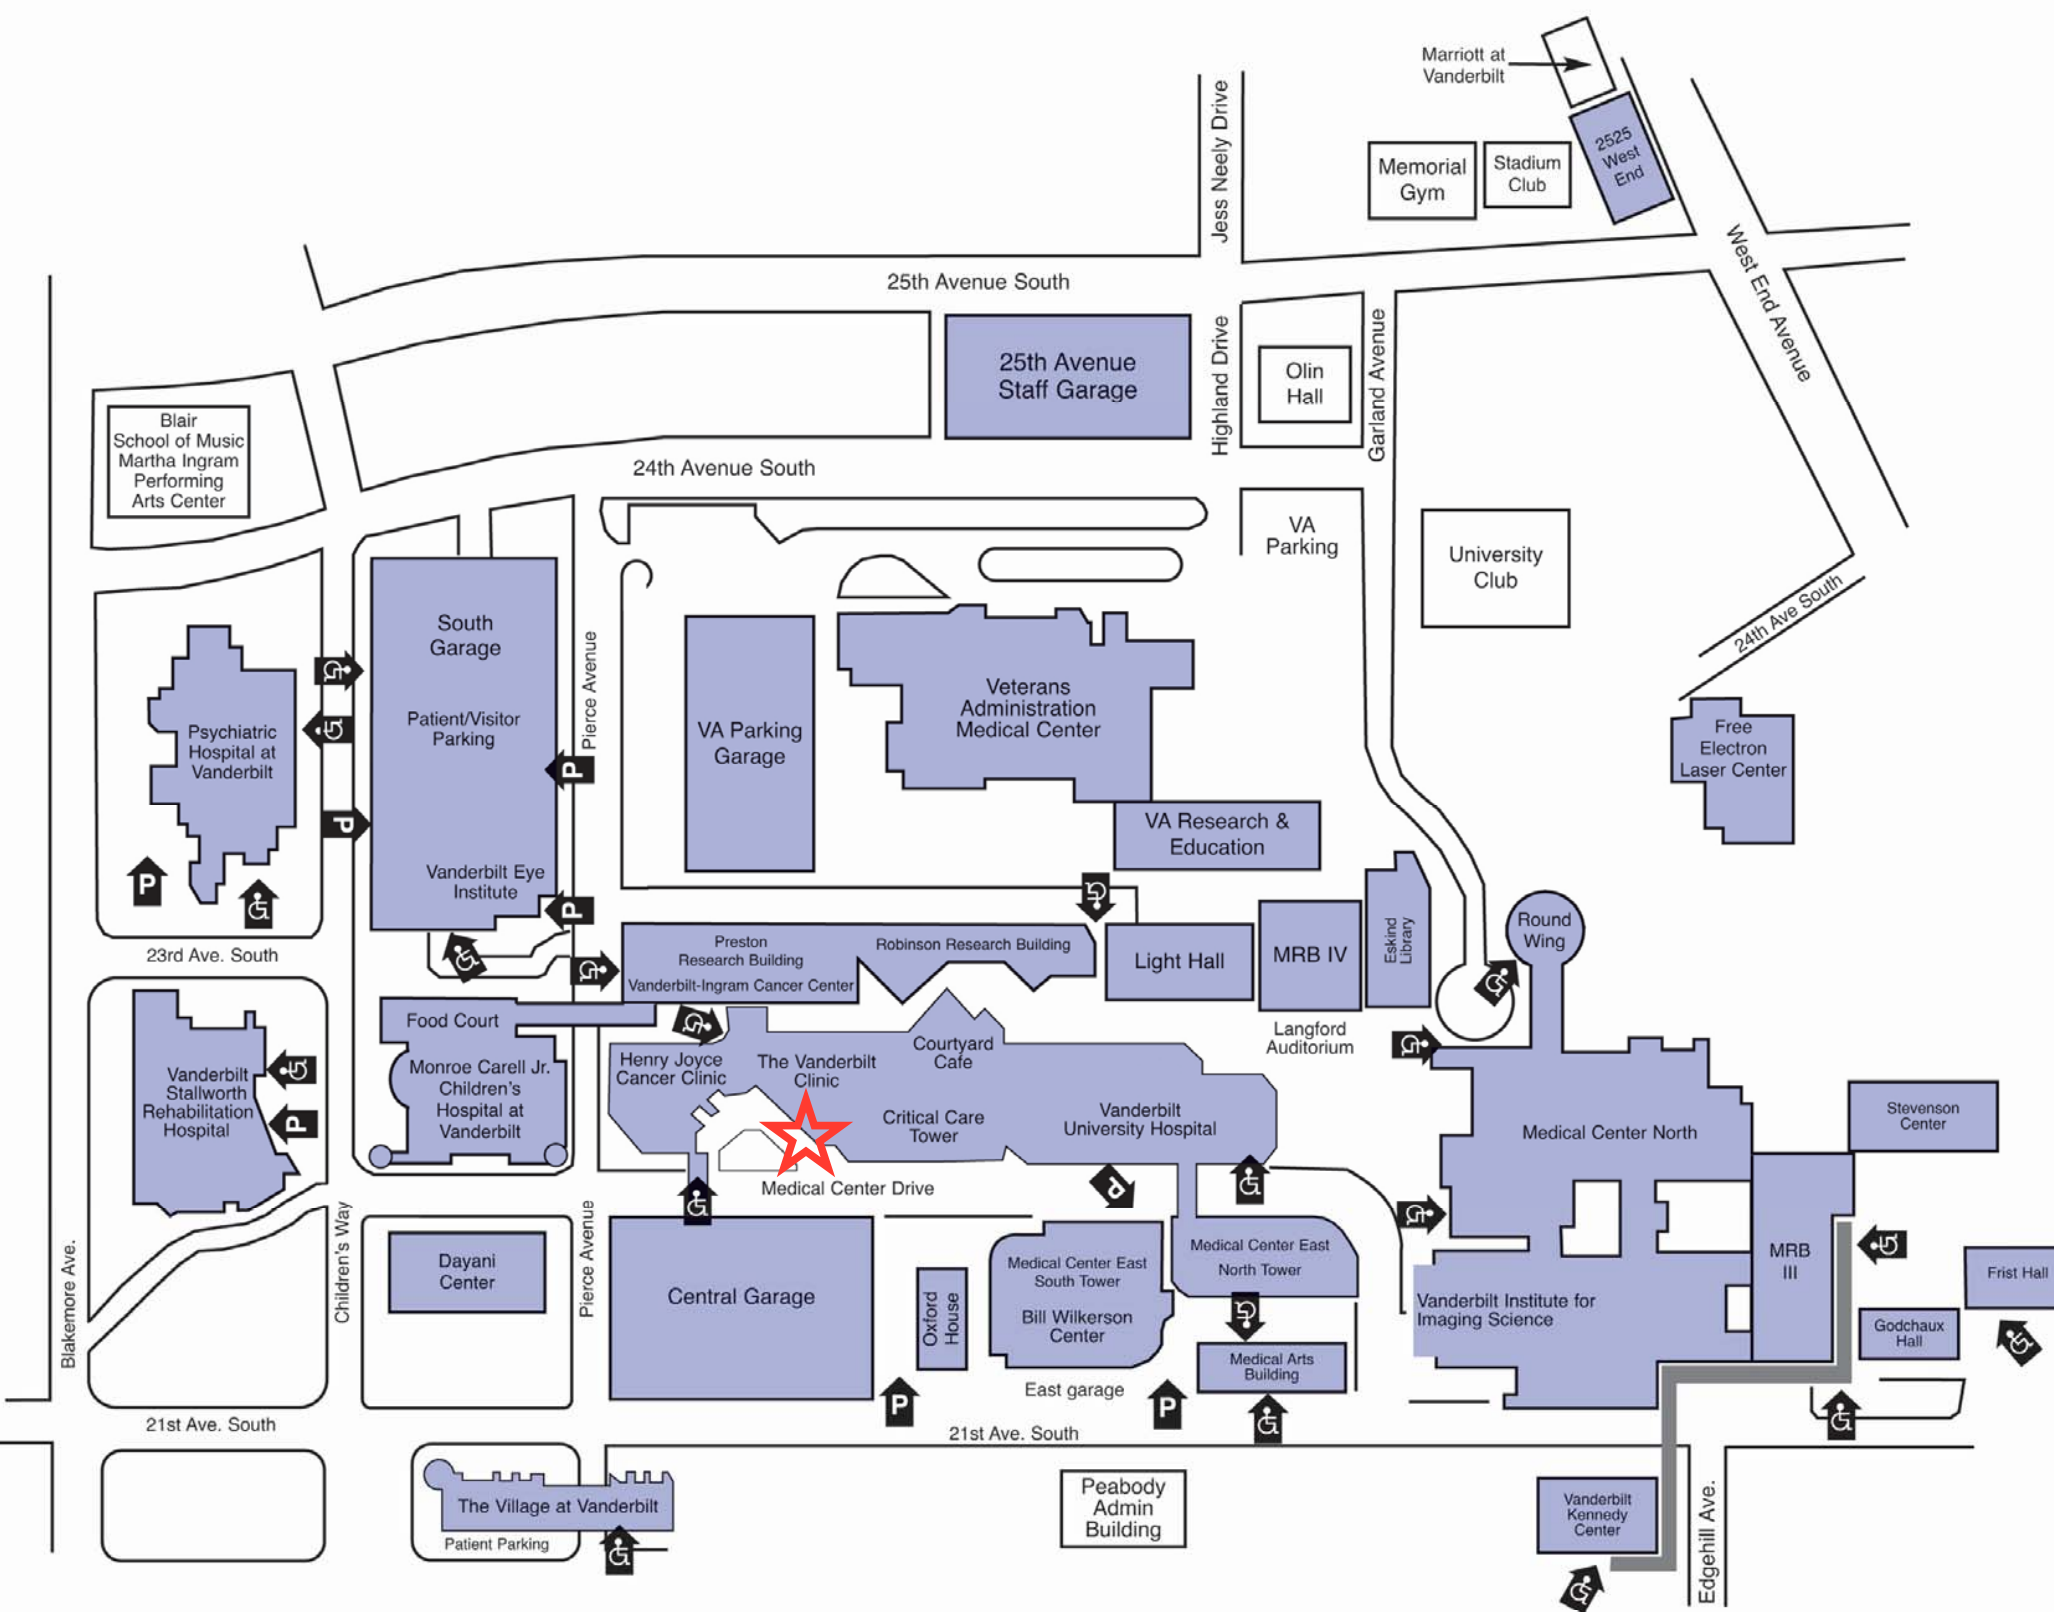 Marriott at
Vanderbilt
2525
West
End
Memorial
Gym
Stadium
Club
Jess Neely Drive
West End Avenue
25th Avenue South
25th Avenue
Staff Garage
Highland Drive
Olin
Hall
Garland Avenue
Blair
School of Music
Martha Ingram
Performing
Arts Center
24th Avenue South
VA
Parking
University
Club
24th Ave South
South
Garage
Patient/Visitor
Parking
Pierce Avenue
P
VA Parking
Garage
Veterans
Administration
Medical Center
Free
Electron
Laser Center
Psychiatric
Hospital at
Vanderbilt
P
P
VA Research &
Education
Vanderbilt Eye
Institute
P
23rd Ave. South
Preston
Research Building
Vanderbilt-Ingram Cancer Center
Robinson Research Building
Light Hall
MRB IV
Eskind
Library
Round
Wing
Food Court
Langford
Auditorium
Vanderbilt
Stallworth
Rehabilitation
Hospital
P
Monroe Carell Jr.
Children's
Hospital at
Vanderbilt
Henry Joyce
Cancer Clinic
The Vanderbilt
Clinic
Courtyard
Cafe
Critical Care
Tower
Vanderbilt
University Hospital
Medical Center North
Stevenson
Center
Medical Center Drive
P
Blakemore Ave.
Children's Way
Dayani
Center
Pierce Avenue
Central Garage
Oxford
House
Medical Center East
South Tower
Bill Wilkerson
Center
Medical Center East
North Tower
Vanderbilt Institute for
Imaging Science
MRB
III
Frist Hall
Godchaux
Hall
Medical Arts
Building
East garage
P
P
21st Ave. South
21st Ave. South
The Village at Vanderbilt
Patient Parking
Peabody
Admin
Building
Vanderbilt
Kennedy
Center
Edgehill Ave.